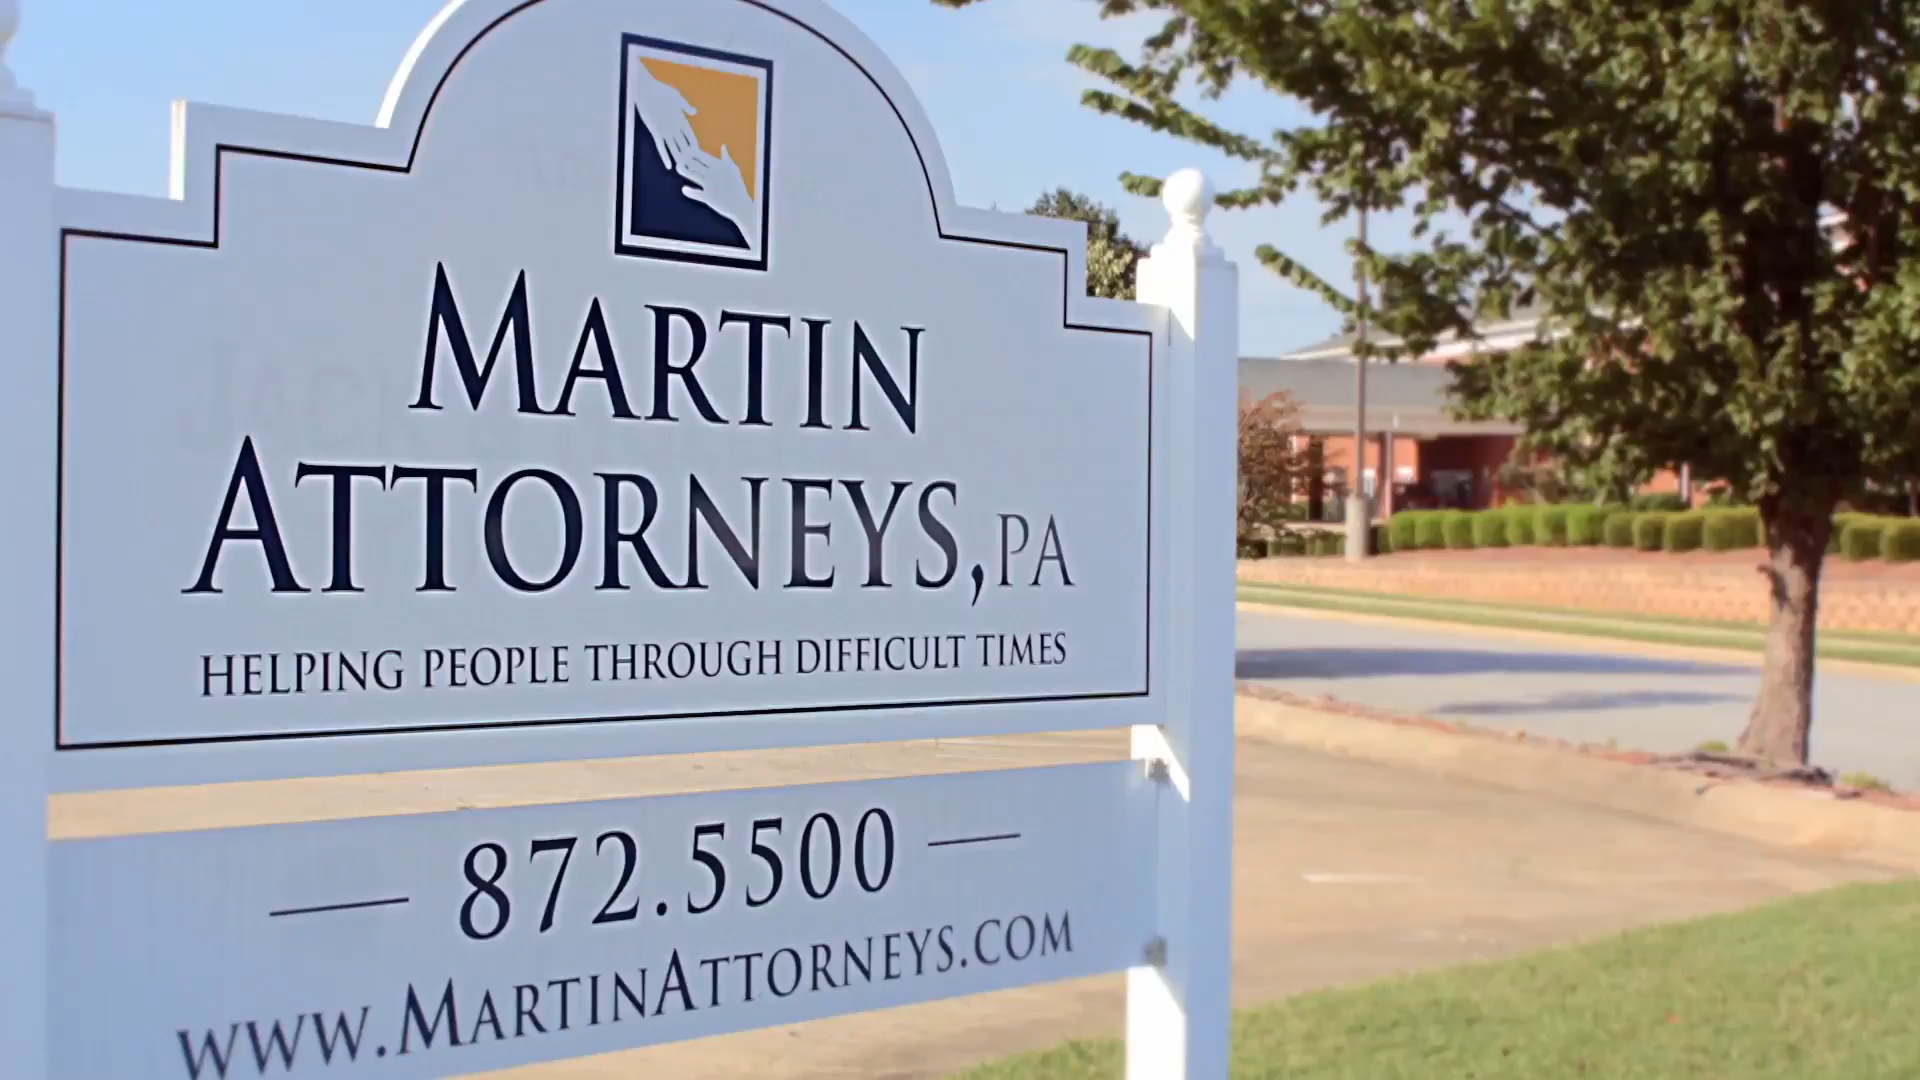 MARTIN
ATTORNEYS, PA
HELPING PEOPLE THROUGH DIFFICULT TIMES
872.5500
WWW.MARTINATTORNEYS.COM